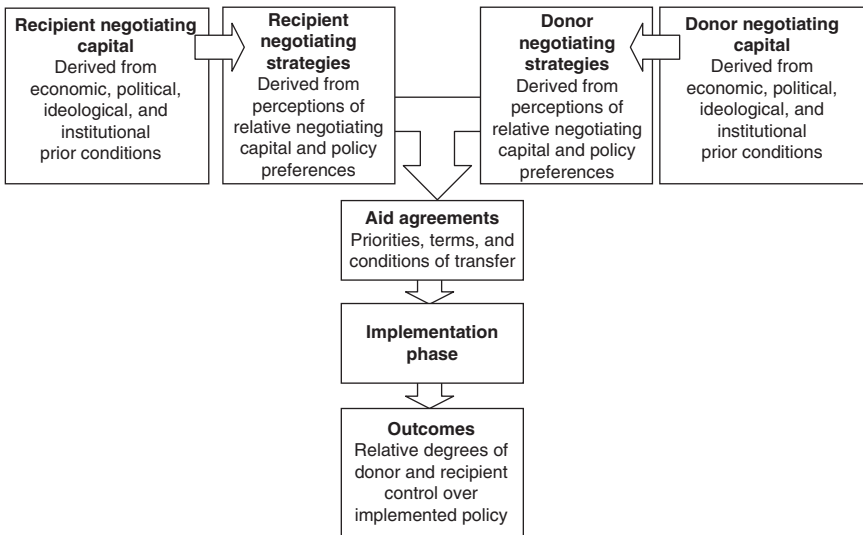 Recipient negotiating
capital
Derived from
economic, political,
ideological, and
institutional
prior conditions
Recipient
negotiating
strategies
Derived from
perceptions of
relative negotiating
capital and policy
preferences
Donor
negotiating
strategies
Derived from
perceptions of
relative negotiating
capital and policy
preferences
Donor negotiating
capital
Derived from
economic, political,
ideological, and
institutional
prior conditions
Aid agreements
Priorities, terms, and
conditions of transfer
Implementation
phase
Outcomes
Relative degrees of
donor and recipient
control over
implemented policy